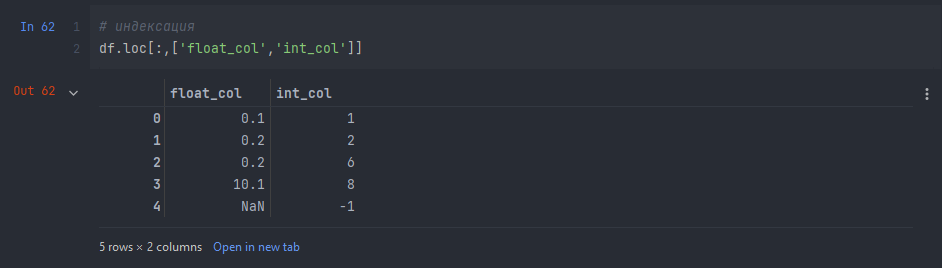 In 62 1 # индексация
2 df.loc[:,['float_col','int_col']]
Out 62
float_col int_col
0 0.1 1
1 0.2 2
2 0.2 6
3 10.1 8
4 NaN -1
5 rows × 2 columns Open in new tab